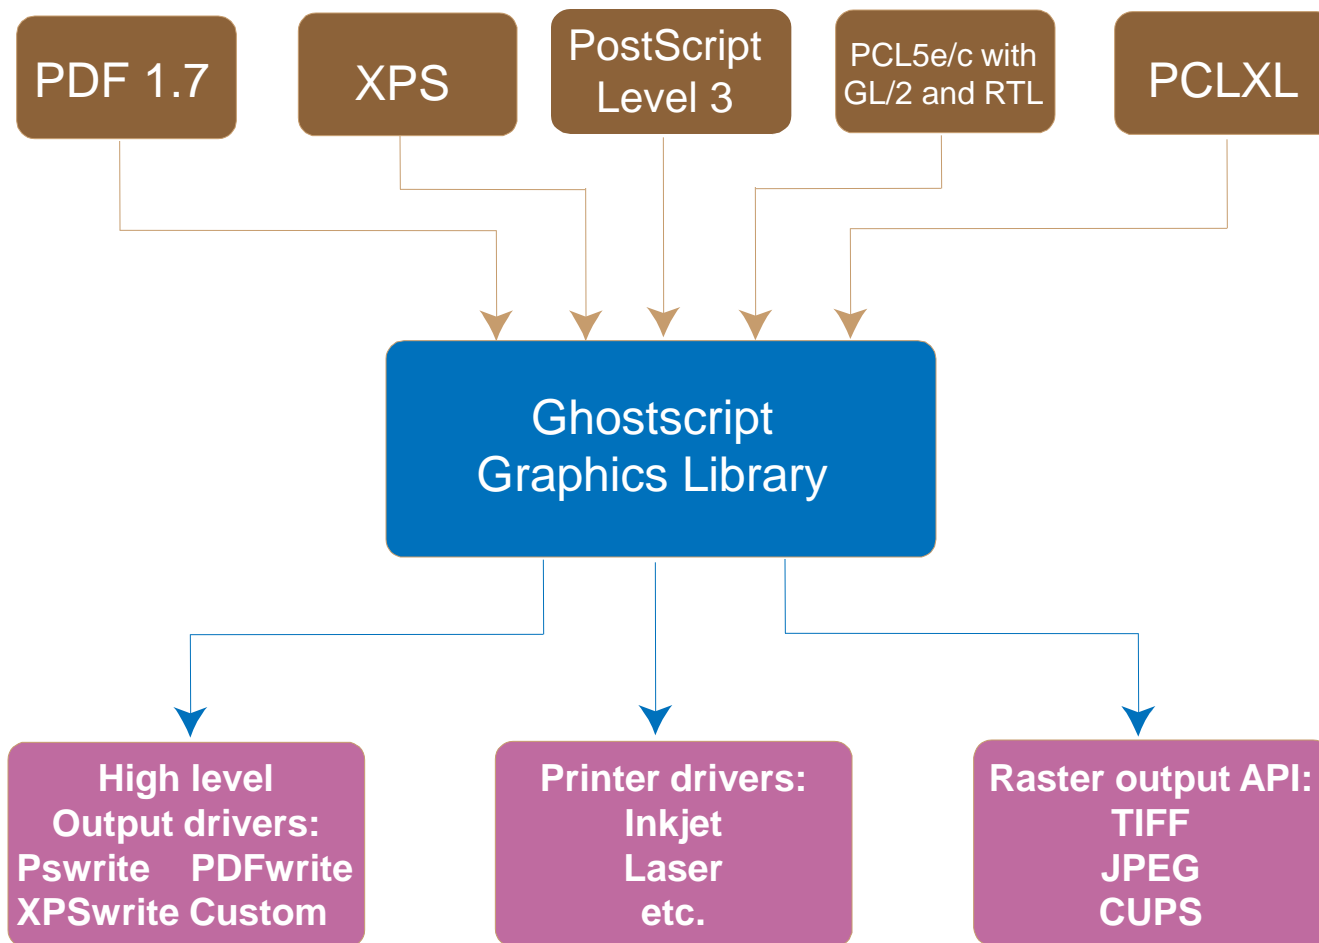 PDF 1.7
XPS
PostScript
Level 3
PCL5e/c with
GL/2 and RTL
PCLXL
Ghostscript
Graphics Library
High level
Output drivers:
Pswrite PDFwrite
XPSwrite Custom
Printer drivers:
Inkjet
Laser
etc.
Raster output API:
TIFF
JPEG
CUPS